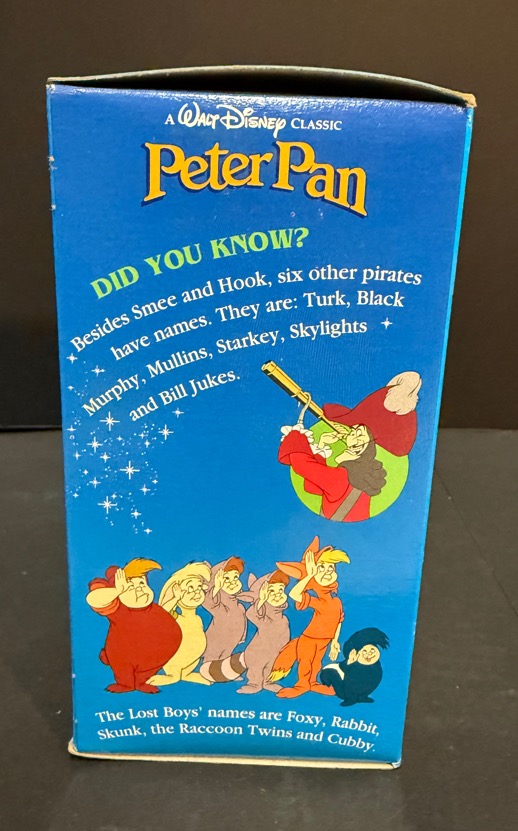 A Walt Disney Classic
Peter Pan
DID YOU KNOW?
Besides Smee and Hook, six other pirates
have names. They are: Turk, Black
Murphy, Mullins, Starkey, Skylights
and Bill Jukes.
The Lost Boys' names are Foxy, Rabbit,
Skunk, the Raccoon Twins and Cubby.